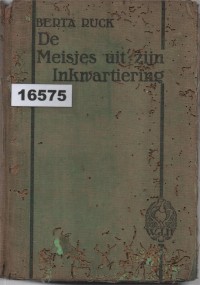 BERTA RUCK
De
Meisjes uit zijn
Inkwartiering
16575